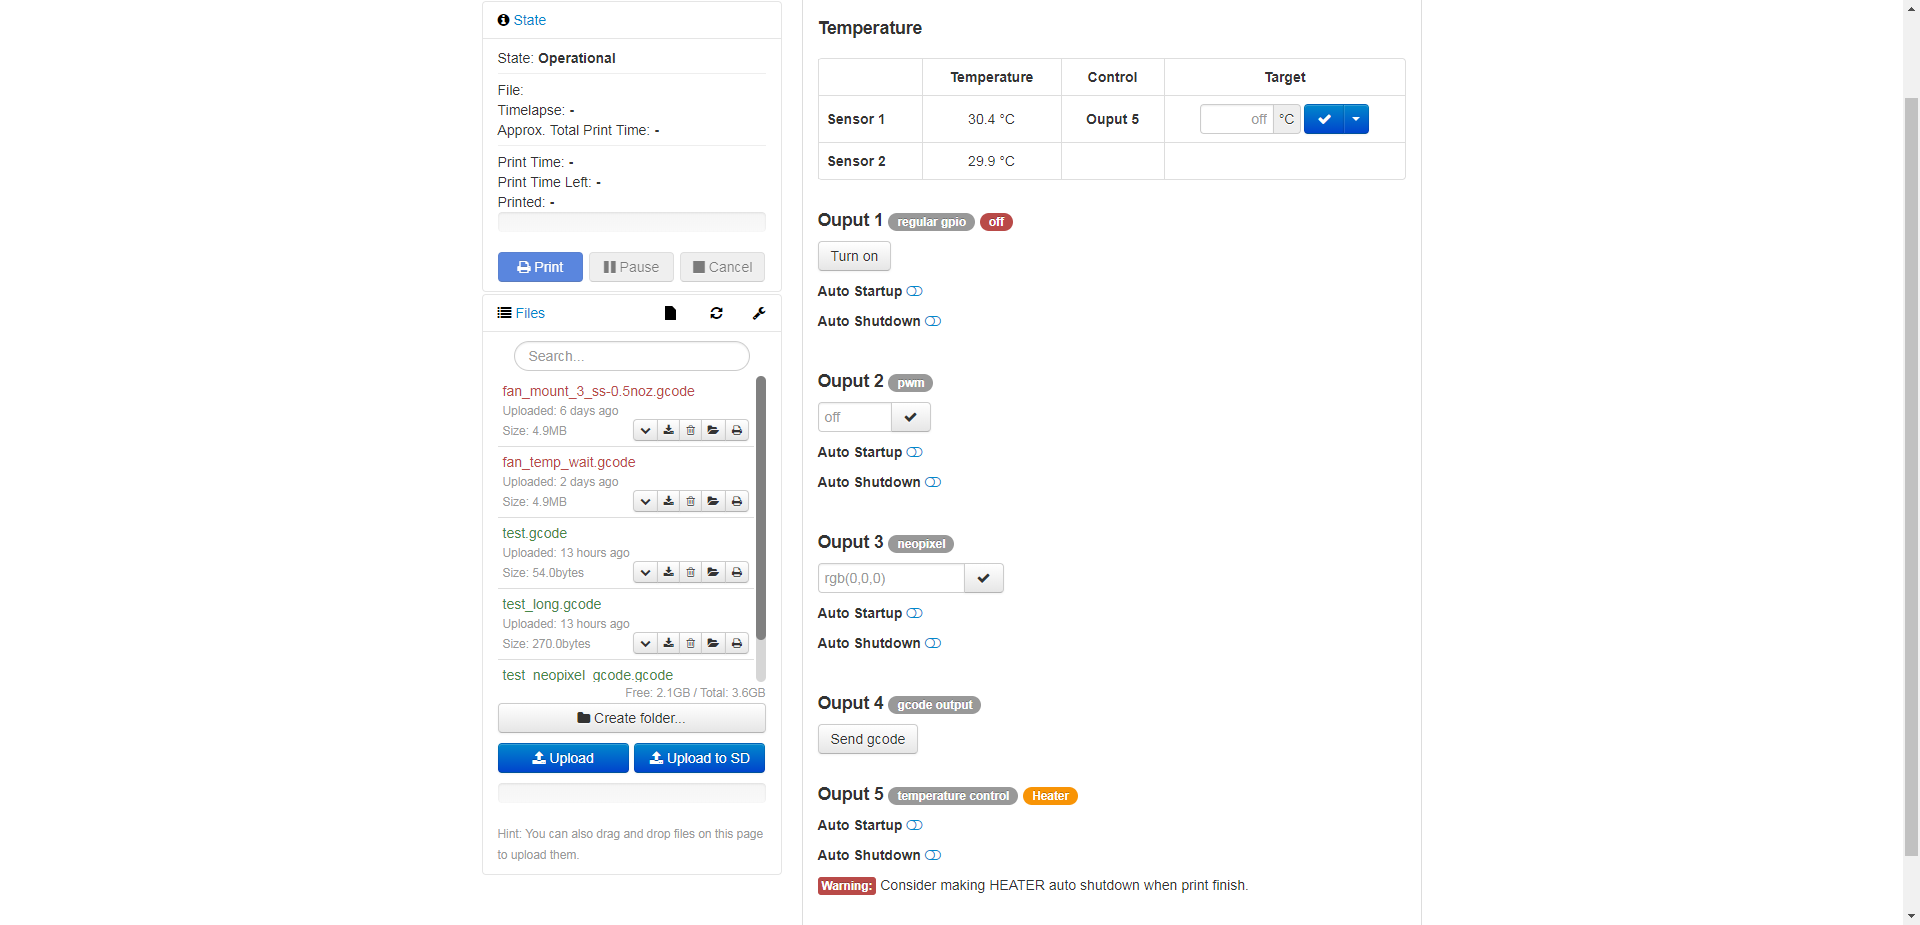 State
State: Operational
File:
Timelapse: -
Approx. Total Print Time: -
Print Time: -
Print Time Left: -
Printed: -
Print Pause Cancel
Files
Search...
fan_mount_3_ss-0.5noz.gcode
Uploaded: 6 days ago
Size: 4.9MB
fan_temp_wait.gcode
Uploaded: 2 days ago
Size: 4.9MB
test.gcode
Uploaded: 13 hours ago
Size: 54.0bytes
test_long.gcode
Uploaded: 13 hours ago
Size: 270.0bytes
test_neopixel_gcode.gcode
Free: 2.1GB / Total: 3.6GB
Create folder...
Upload Upload to SD
Hint: You can also drag and drop files on this page
to upload them.
Temperature
Temperature Control Target
Sensor 1 30.4 °C Ouput 5 off °C
Sensor 2 29.9 °C
Ouput 1 regular gpio off
Turn on
Auto Startup
Auto Shutdown
Ouput 2 pwm
off
Auto Startup
Auto Shutdown
Ouput 3 neopixel
rgb(0,0,0)
Auto Startup
Auto Shutdown
Ouput 4 gcode output
Send gcode
Ouput 5 temperature control Heater
Auto Startup
Auto Shutdown
Warning: Consider making HEATER auto shutdown when print finish.